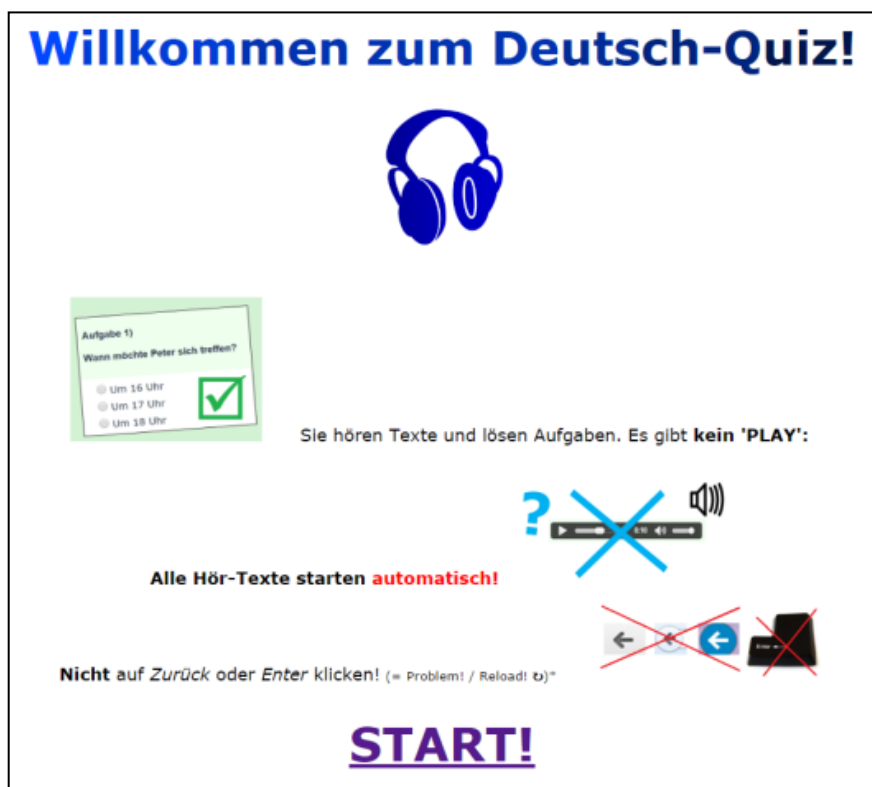 Willkommen zum Deutsch-Quiz!
Aufgabe 1)
Wann möchte Peter sich treffen?
Um 16 Uhr
Um 17 Uhr
Um 18 Uhr
Sie hören Texte und lösen Aufgaben. Es gibt kein 'PLAY':
?
Alle Hör-Texte starten automatisch!
Nicht auf Zurück oder Enter klicken! (= Problem! / Reload! ↻)*
START!